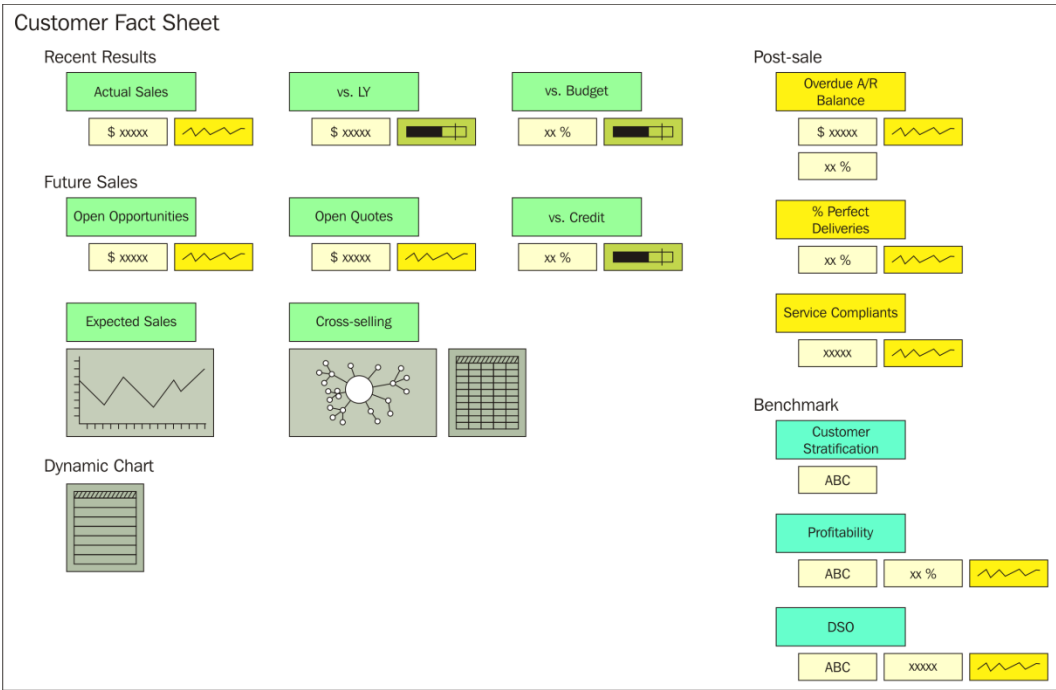 Customer Fact Sheet
Recent Results
Actual Sales
$ xxxxx
vs. LY
$ xxxxx
vs. Budget
xx %
Future Sales
Open Opportunities
$ xxxxx
Open Quotes
$ xxxxx
vs. Credit
xx %
Expected Sales
Cross-selling
Dynamic Chart
Post-sale
Overdue A/R
Balance
$ xxxxx
xx %
% Perfect
Deliveries
xx %
Service Compliants
xxxxx
Benchmark
Customer
Stratification
ABC
Profitability
ABC
xx %
DSO
ABC
xxxxx